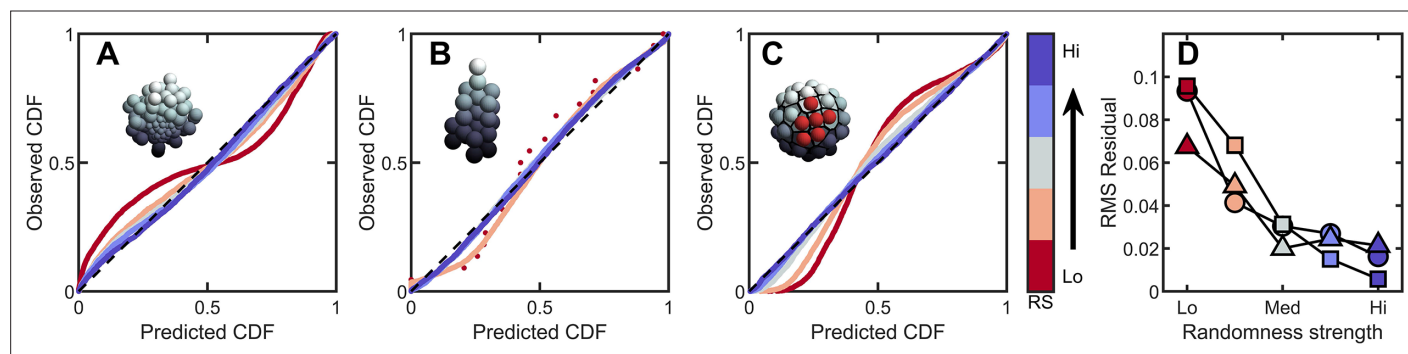 A
Observed CDF
1
0.5
0
0
0.5
1
Predicted CDF
B
Observed CDF
1
0.5
0
0
0.5
1
Predicted CDF
C
Observed CDF
1
0.5
0
0
0.5
1
Predicted CDF
Hi
Lo
RS
D
RMS Residual
0.1
0.08
0.06
0.04
0.02
0
Lo
Med
Hi
Randomness strength